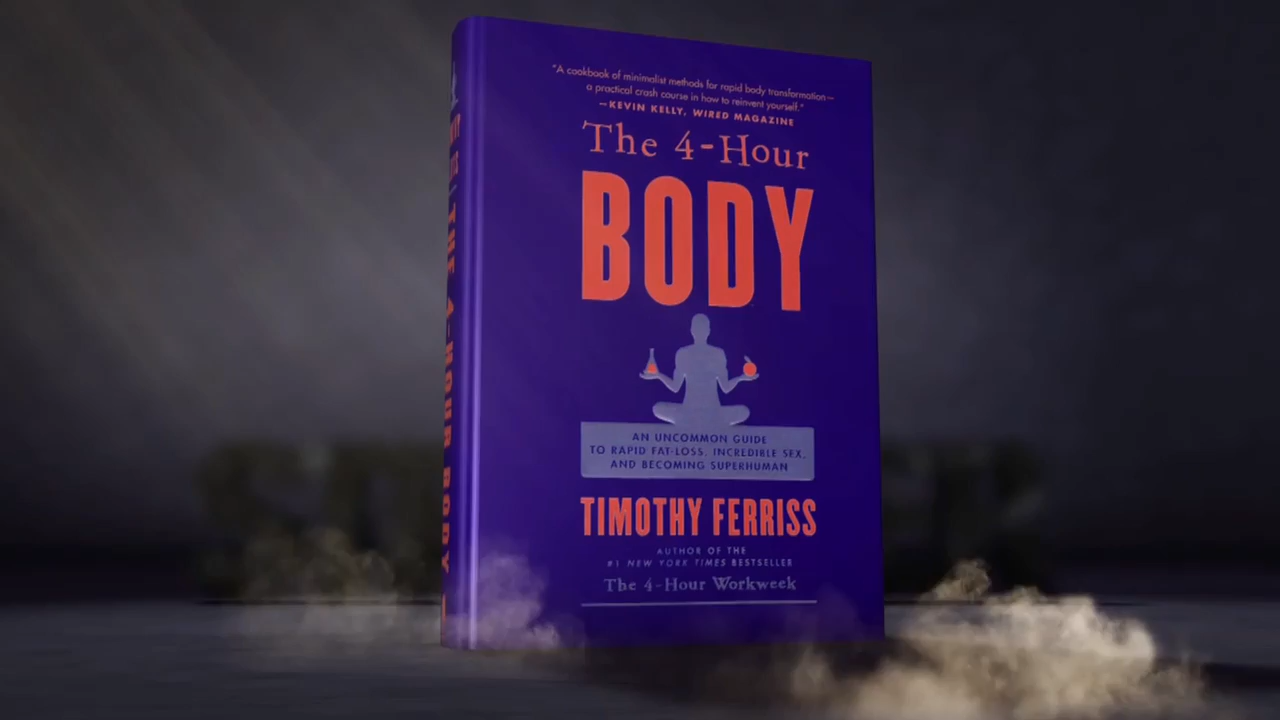 "A cookbook of minimalist methods for rapid body transformation—
a practical crash course in how to reinvent yourself."
—KEVIN KELLY, WIRED MAGAZINE
The 4-Hour
BODY
AN UNCOMMON GUIDE
TO RAPID FAT-LOSS, INCREDIBLE SEX,
AND BECOMING SUPERHUMAN
TIMOTHY FERRISS
AUTHOR OF THE
#1 NEW YORK TIMES BESTSELLER
The 4-Hour Workweek
THE 4-HOUR BODY